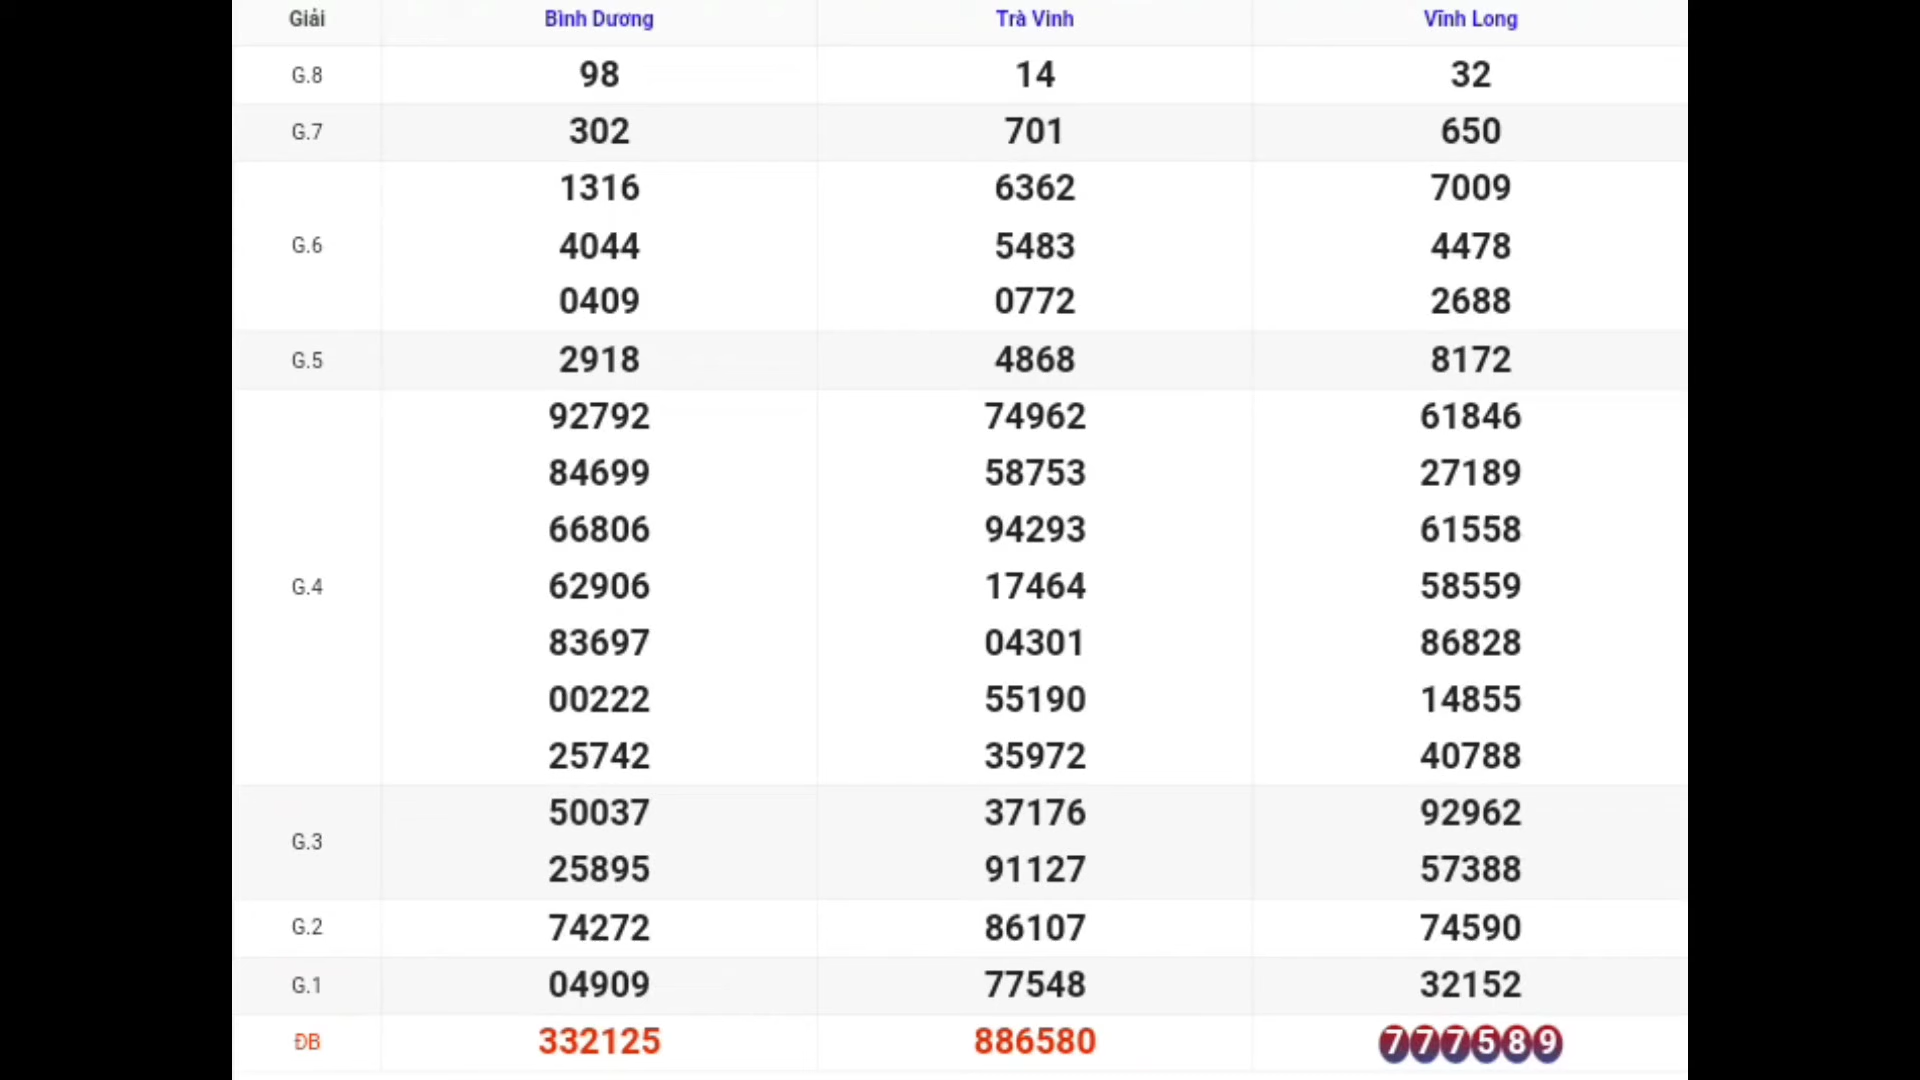 Giải Bình Dương Trà Vinh Vĩnh Long
G.8 98 14 32
G.7 302 701 650
1316 6362 7009
G.6 4044 5483 4478
0409 0772 2688
G.5 2918 4868 8172
92792 74962 61846
84699 58753 27189
66806 94293 61558
G.4 62906 17464 58559
83697 04301 86828
00222 55190 14855
25742 35972 40788
50037 37176 92962
G.3
25895 91127 57388
G.2 74272 86107 74590
G.1 04909 77548 32152
ĐB 332125 886580 777589